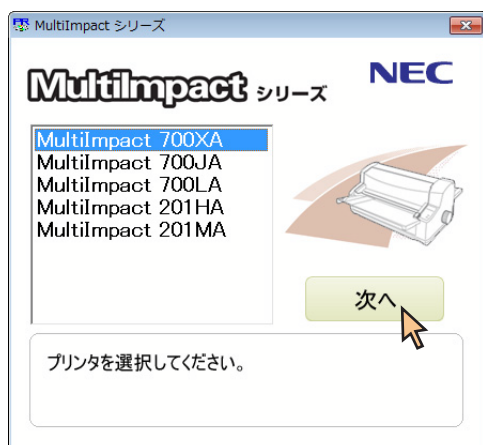 MultiImpact シリーズ
MultiImpact シリーズ
NEC
MultiImpact 700XA
MultiImpact 700JA
MultiImpact 700LA
MultiImpact 201HA
MultiImpact 201MA
次へ
プリンタを選択してください。